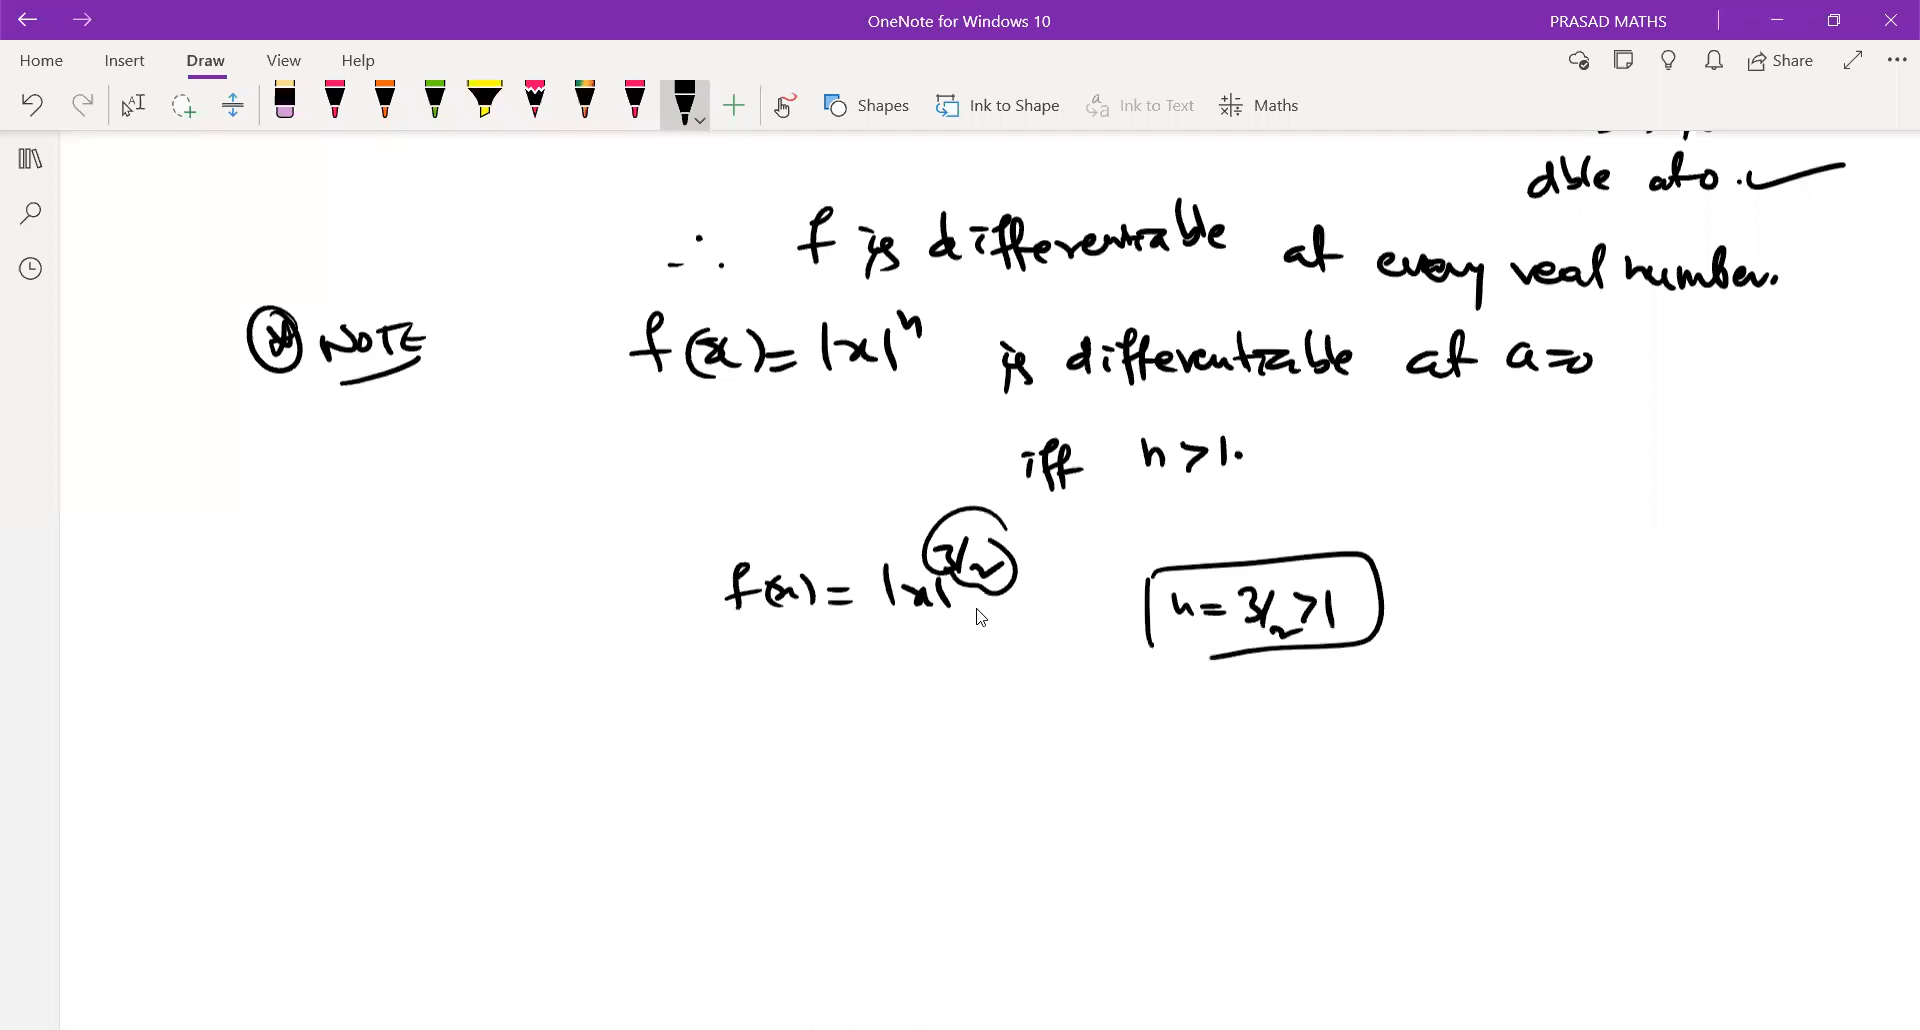 OneNote for Windows 10
PRASAD MATHS
Home Insert Draw View Help
Share
Shapes Ink to Shape Ink to Text Maths
dble at 0.
∴ f is differentiable at every real number.
NOTE f(x) = |x|^n is differentiable at a=0
iff n > 1.
f(x) = |x|^3/2
n = 3/2 > 1